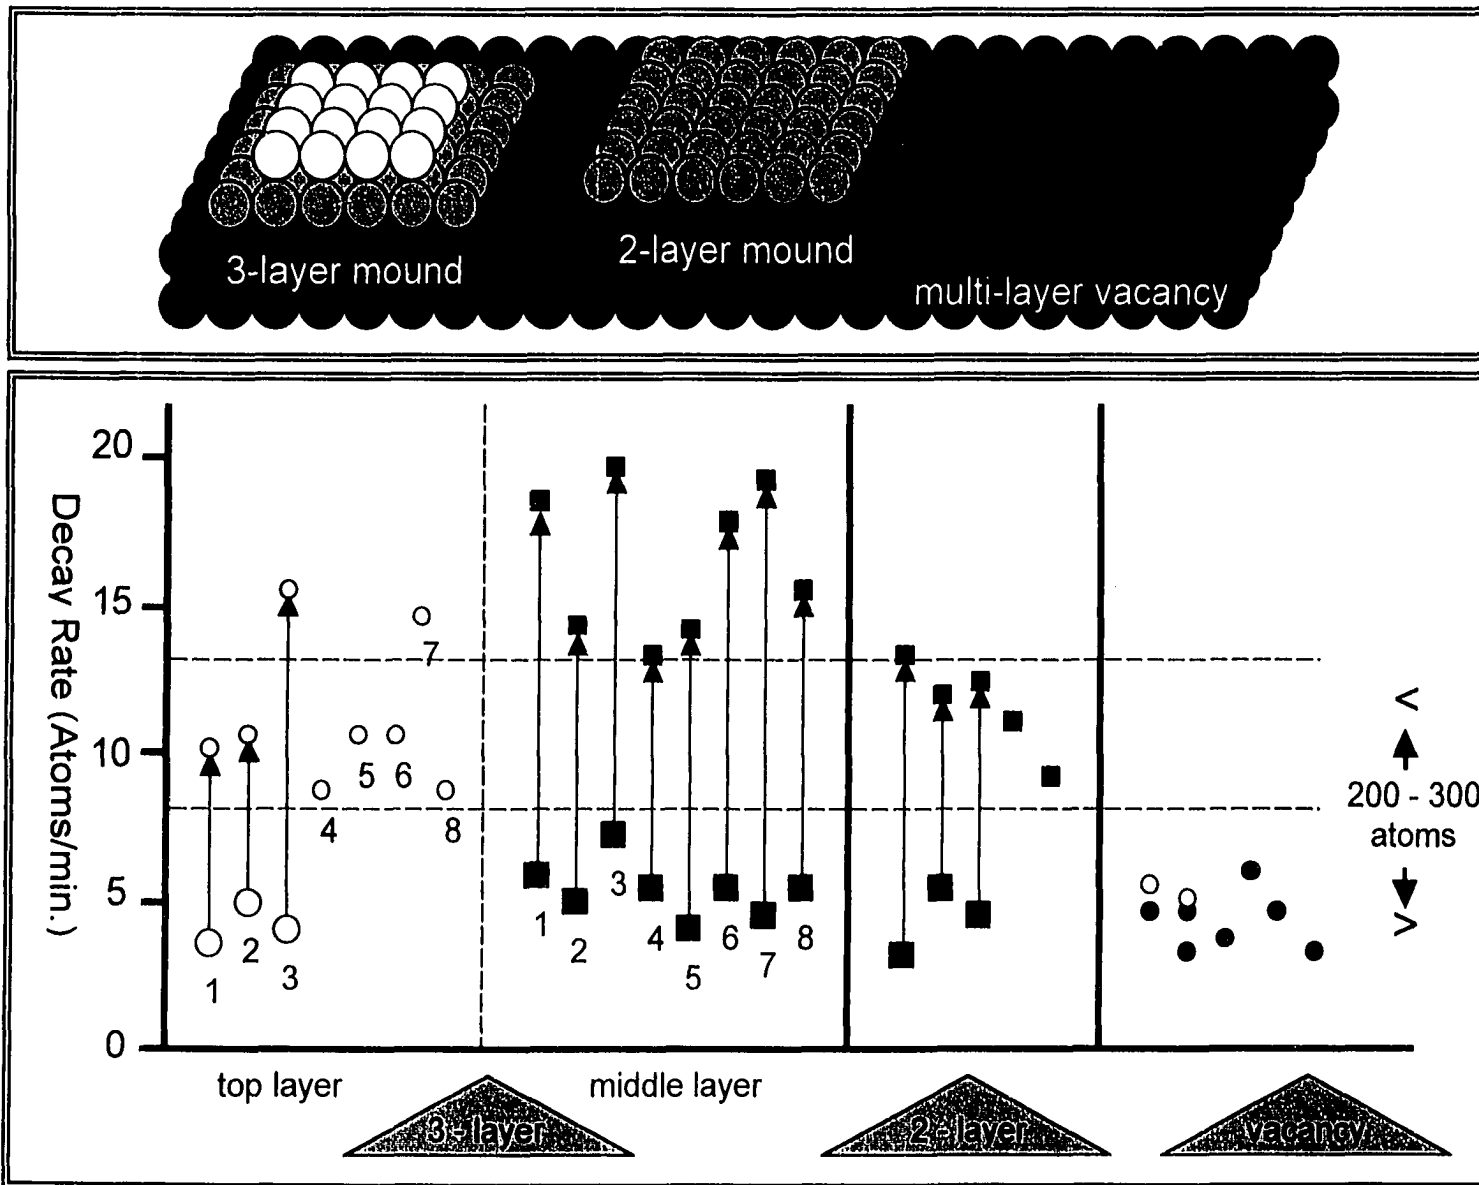 3-layer mound
2-layer mound
multi-layer vacancy
Decay Rate (Atoms/min.)
20
15
10
5
0
1
2
3
4
5
6
7
8
1
2
3
4
5
6
7
8
<
200 - 300
atoms
>
top layer
middle layer
3 - layer
2 - layer
vacancy